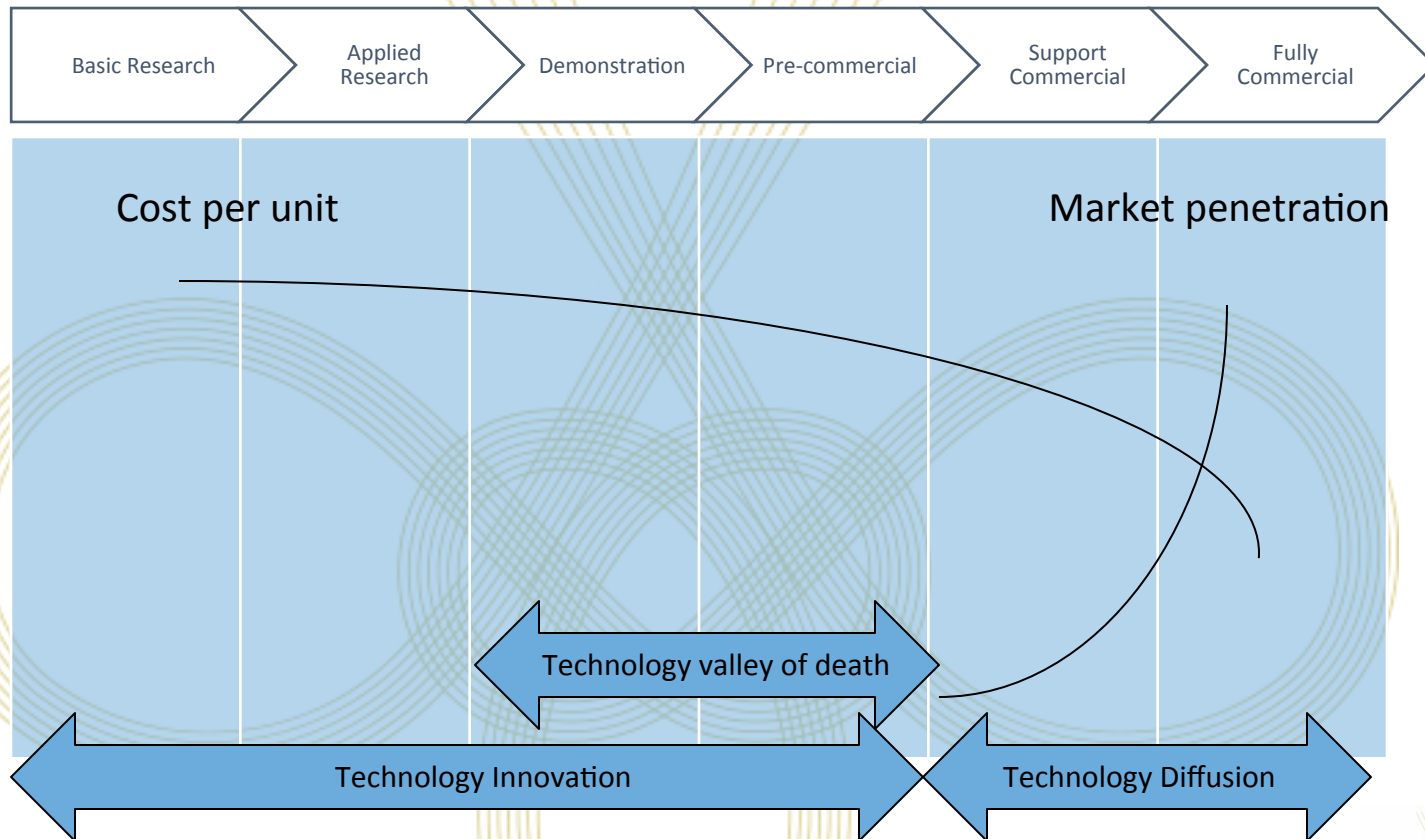 Basic Research
Applied
Research
Demonstration
Pre-commercial
Support
Commercial
Fully
Commercial
Cost per unit
Market penetration
Technology valley of death
Technology Innovation
Technology Diffusion